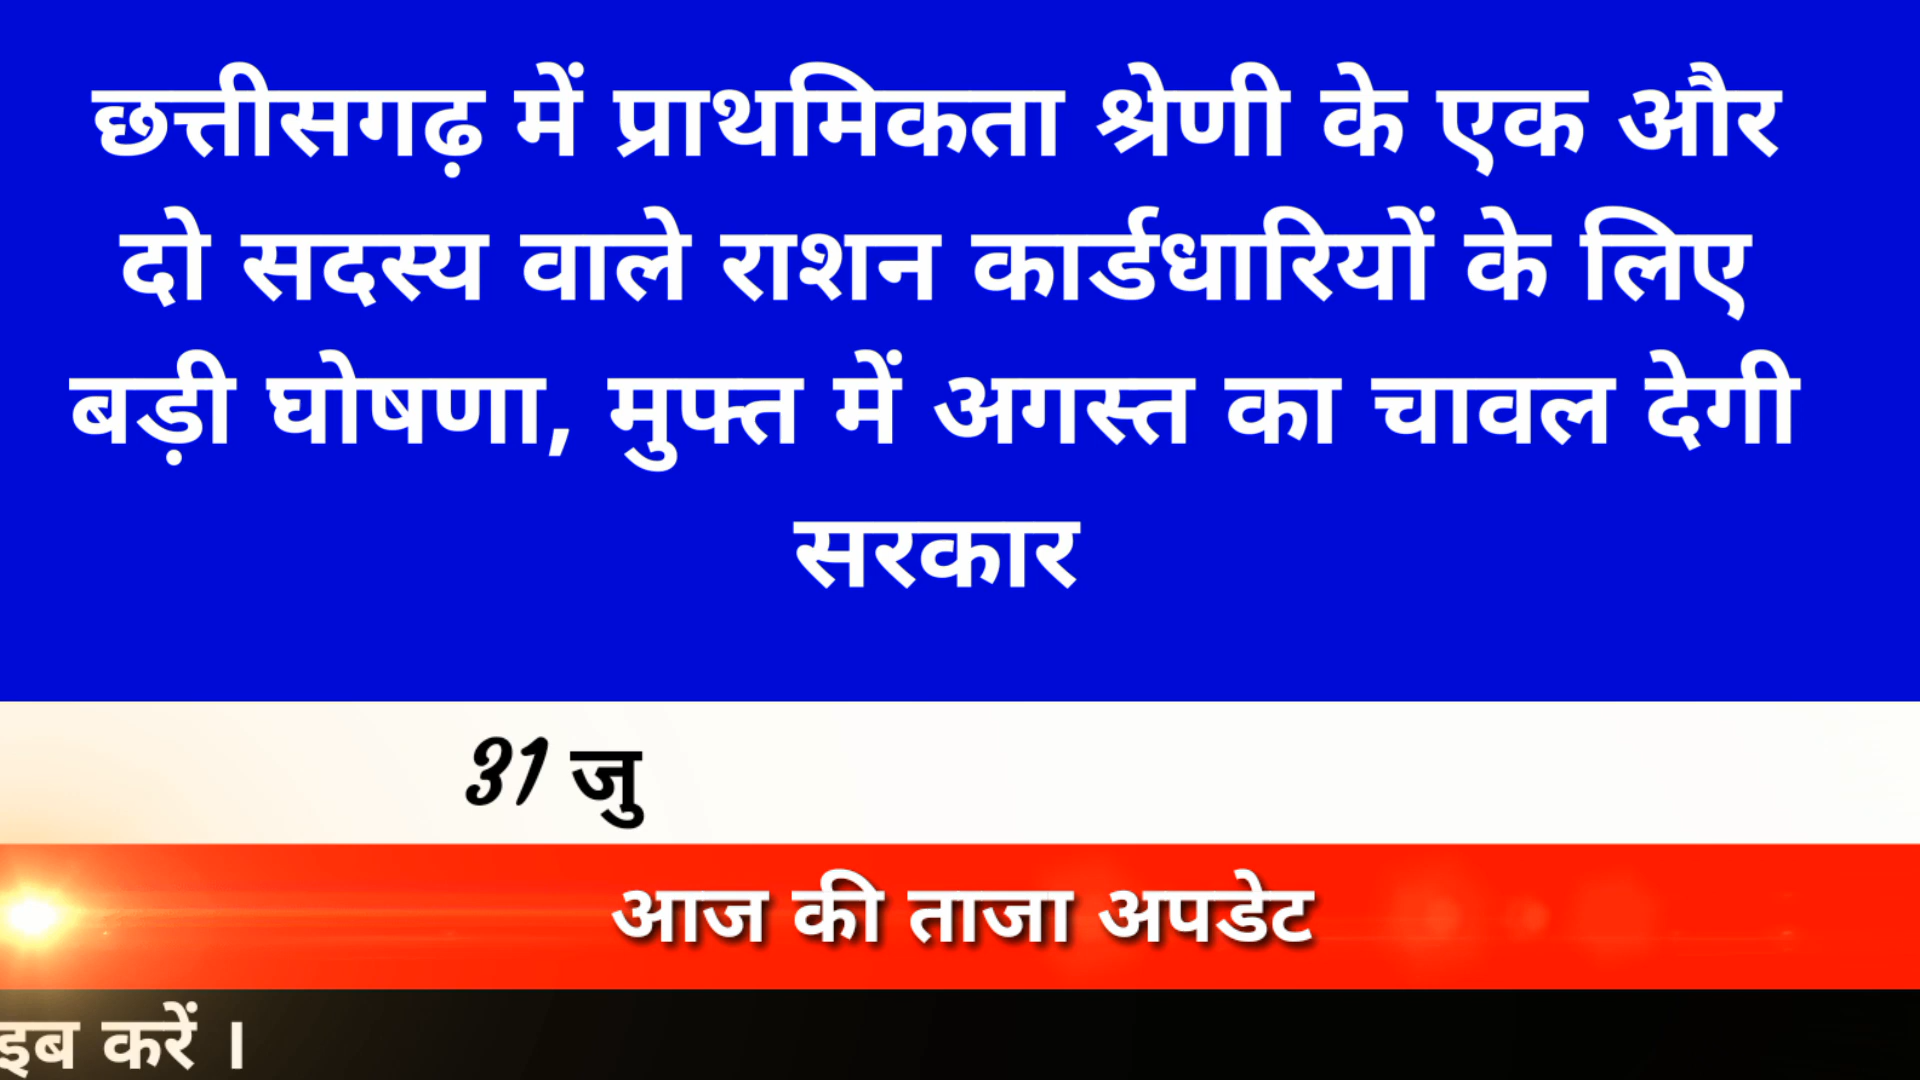 छत्तीसगढ़ में प्राथमिकता श्रेणी के एक और
दो सदस्य वाले राशन कार्डधारियों के लिए
बड़ी घोषणा, मुफ्त में अगस्त का चावल देगी
सरकार
31 जु
आज की ताजा अपडेट
इब करें ।